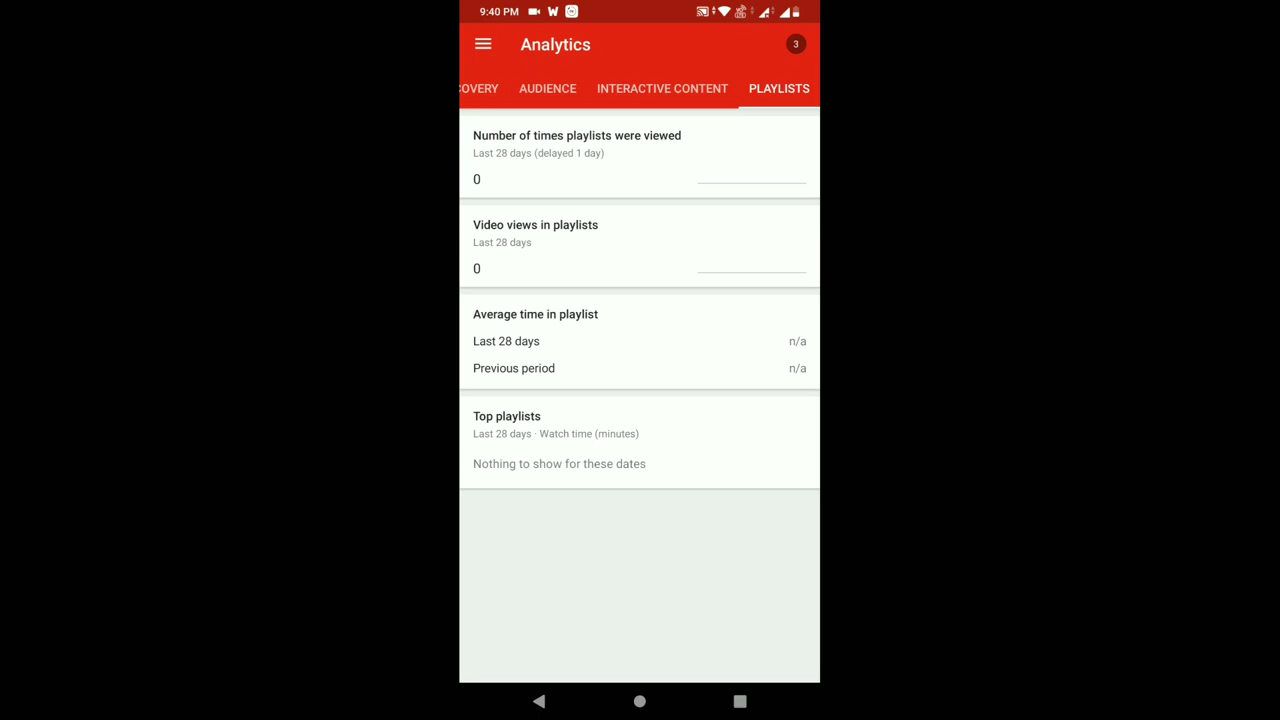 9:40 PM
Analytics
3
COVERY AUDIENCE INTERACTIVE CONTENT PLAYLISTS
Number of times playlists were viewed
Last 28 days (delayed 1 day)
0
Video views in playlists
Last 28 days
0
Average time in playlist
Last 28 days n/a
Previous period n/a
Top playlists
Last 28 days · Watch time (minutes)
Nothing to show for these dates